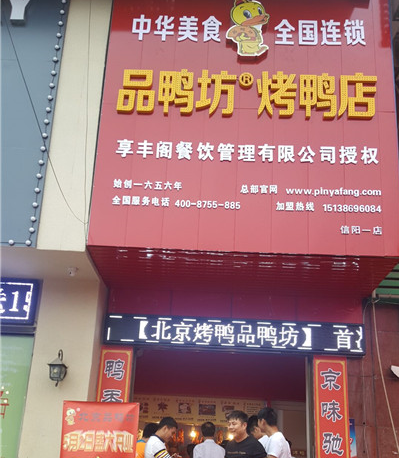 中华美食 全国连锁
品鸭坊®烤鸭店
享丰阁餐饮管理有限公司授权
始创一六五六年 总部官网 www.plnyafang.com
全国服务电话 400-8755-885 加盟热线 15138696084
信阳一店
【北京烤鸭品鸭坊】 首
鸭
京味驰